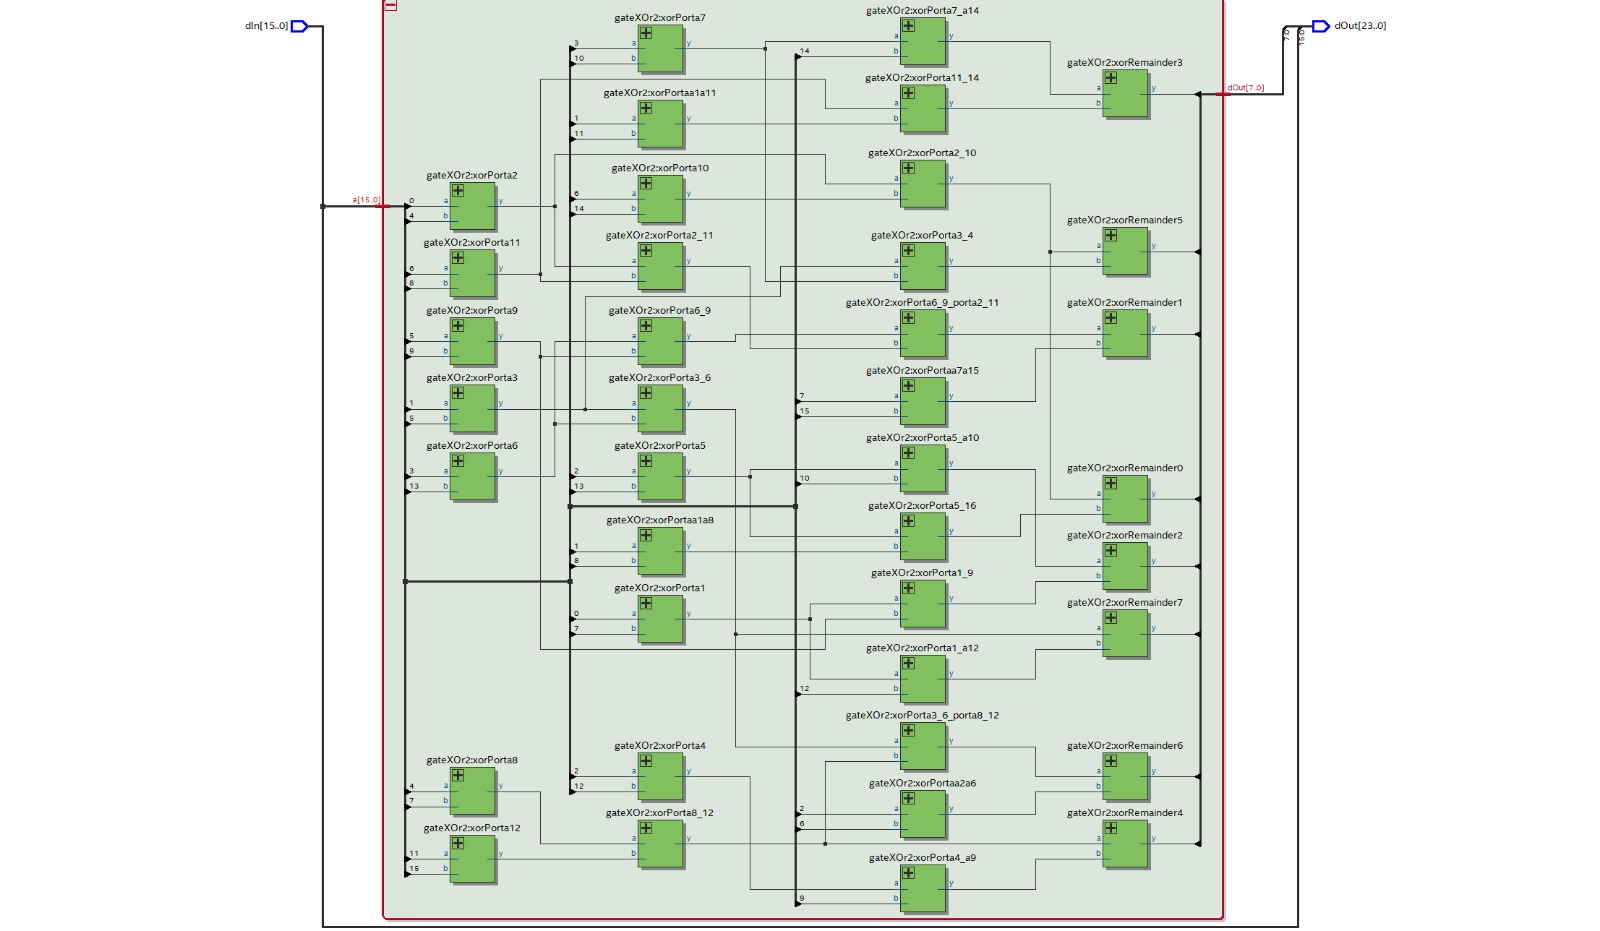 dIn[15..0]
a[15..0]
gateXOr2:xorPorta2
0 a y
4 b
gateXOr2:xorPorta11
6 a y
8 b
gateXOr2:xorPorta9
5 a y
9 b
gateXOr2:xorPorta3
1 a y
5 b
gateXOr2:xorPorta6
3 a y
13 b
gateXOr2:xorPorta8
4 a y
7 b
gateXOr2:xorPorta12
11 a y
15 b
gateXOr2:xorPorta7
3 a y
10 b
gateXOr2:xorPortaa1a11
1 a y
11 b
gateXOr2:xorPorta10
6 a y
14 b
gateXOr2:xorPorta2_11
a y
b
gateXOr2:xorPorta6_9
a y
b
gateXOr2:xorPorta3_6
a y
b
gateXOr2:xorPorta5
2 a y
13 b
gateXOr2:xorPortaa1a8
1 a y
8 b
gateXOr2:xorPorta1
0 a y
7 b
gateXOr2:xorPorta4
2 a y
12 b
gateXOr2:xorPorta8_12
a y
b
gateXOr2:xorPorta7_a14
a y
14 b
gateXOr2:xorPorta11_14
a y
b
gateXOr2:xorPorta2_10
a y
b
gateXOr2:xorPorta3_4
a y
b
gateXOr2:xorPorta6_9_porta2_11
a y
b
gateXOr2:xorPortaa7a15
7 a y
15 b
gateXOr2:xorPorta5_a10
a y
10 b
gateXOr2:xorPorta5_16
a y
b
gateXOr2:xorPorta1_9
a y
b
gateXOr2:xorPorta1_a12
a y
12 b
gateXOr2:xorPorta3_6_porta8_12
a y
b
gateXOr2:xorPortaa2a6
2 a y
6 b
gateXOr2:xorPorta4_a9
a y
9 b
gateXOr2:xorRemainder3
a y
b
gateXOr2:xorRemainder5
a y
b
gateXOr2:xorRemainder1
a y
b
gateXOr2:xorRemainder0
a y
b
gateXOr2:xorRemainder2
a y
b
gateXOr2:xorRemainder7
a y
b
gateXOr2:xorRemainder6
a y
b
gateXOr2:xorRemainder4
a y
b
dOut[7..0]
7..0
15..0
dOut[23..0]